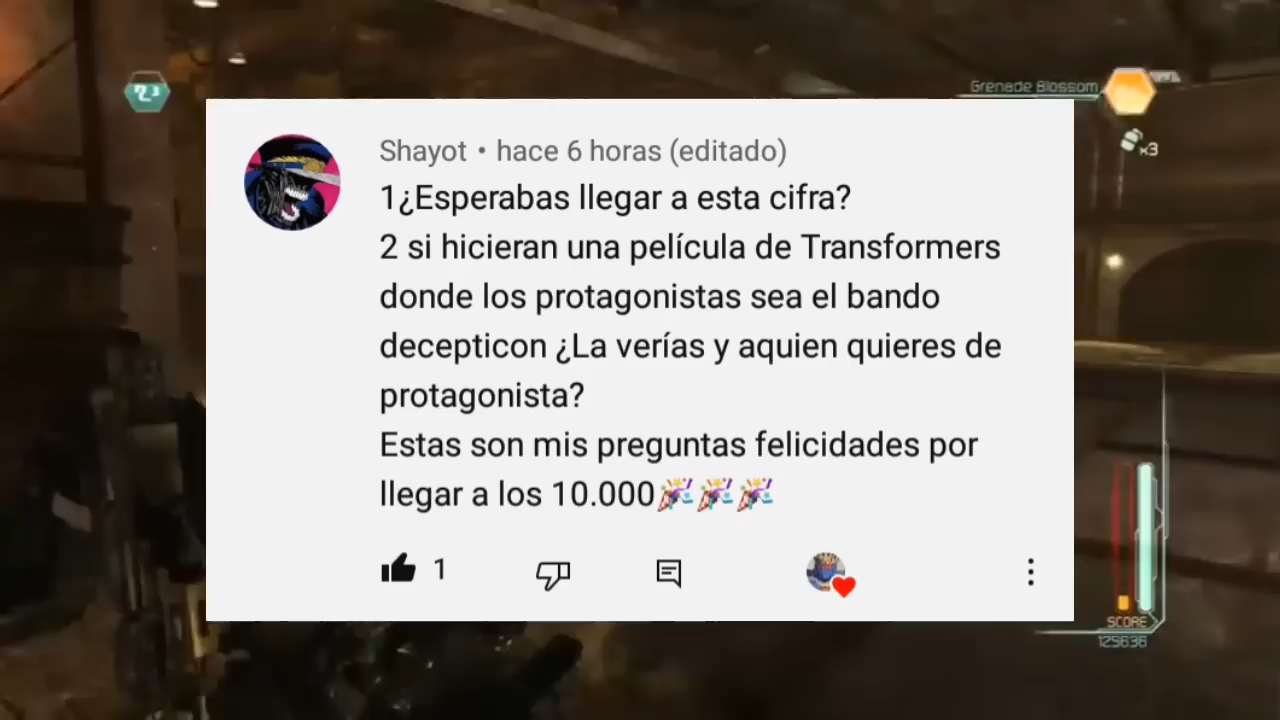 23
Grenade Blossom
x3
Shayot • hace 6 horas (editado)
1¿Esperabas llegar a esta cifra?
2 si hicieran una película de Transformers
donde los protagonistas sea el bando
decepticon ¿La verías y aquien quieres de
protagonista?
Estas son mis preguntas felicidades por
llegar a los 10.000🎉🎉🎉
1
SCORE
125636